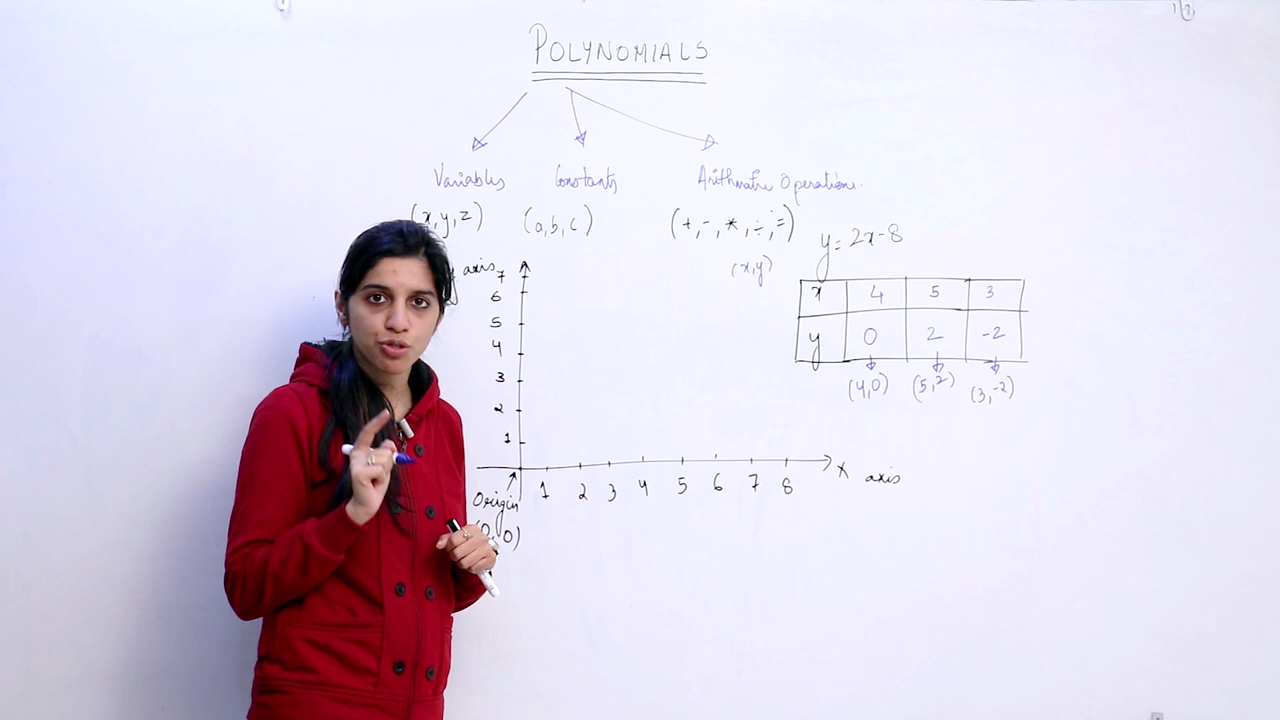 POLYNOMIALS
Variables Constants Arithmatic Operations.
(x,y,z) (a,b,c) (+,-,*,÷,=)
y = 2x-8
(x,y)
x 4 5 3
y 0 2 -2
(4,0) (5,2) (3,-2)
y axis
7
6
5
4
3
2
1
X axis
1 2 3 4 5 6 7 8
Origin
(0,0)